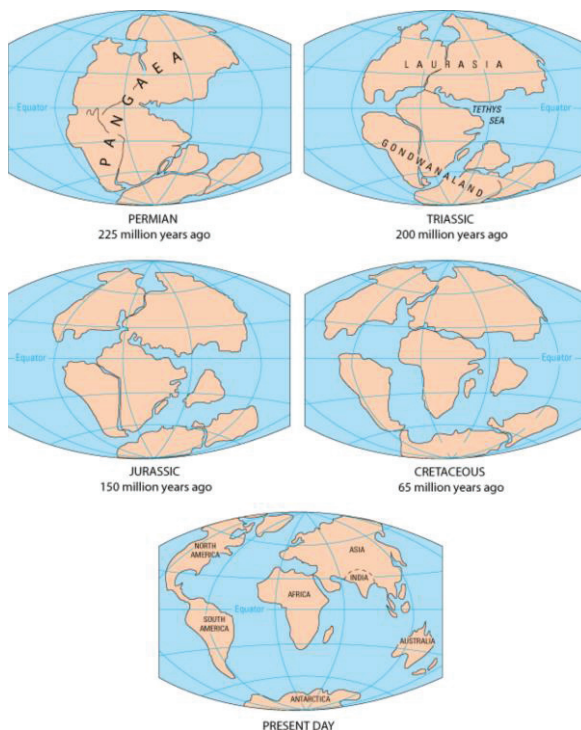 PANGAEA
Equator
PERMIAN
225 million years ago
LAURASIA
TETHYS
SEA
Equator
GONDWANALAND
TRIASSIC
200 million years ago
Equator
JURASSIC
150 million years ago
Equator
CRETACEOUS
65 million years ago
NORTH
AMERICA
ASIA
INDIA
AFRICA
Equator
SOUTH
AMERICA
AUSTRALIA
ANTARCTICA
PRESENT DAY